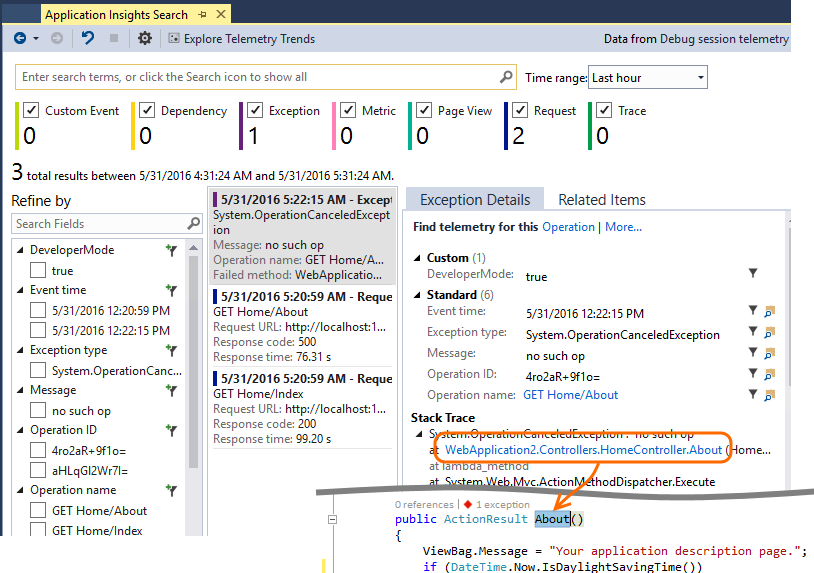 Application Insights Search
Explore Telemetry Trends
Data from Debug session telemetry
Enter search terms, or click the Search icon to show all
Time range: Last hour
Custom Event
Dependency
Exception
Metric
Page View
Request
Trace
0
0
1
0
0
2
0
3 total results between 5/31/2016 4:31:24 AM and 5/31/2016 5:31:24 AM.
Refine by
Search Fields
DeveloperMode
true
Event time
5/31/2016 12:20:59 PM
5/31/2016 12:22:15 PM
Exception type
System.OperationCanc...
Message
no such op
Operation ID
4ro2aR+9f1o=
aHLqGl2Wr7I=
Operation name
GET Home/About
GET Home/Index
5/31/2016 5:22:15 AM - Except
System.OperationCanceledExcept
ion
Message: no such op
Operation name: GET Home/A...
Failed method: WebApplicatio...
5/31/2016 5:20:59 AM - Reque
GET Home/About
Request URL: http://localhost:1...
Response code: 500
Response time: 76.31 s
5/31/2016 5:20:59 AM - Reque
GET Home/Index
Request URL: http://localhost:1...
Response code: 200
Response time: 99.20 s
Exception Details
Related Items
Find telemetry for this Operation | More...
Custom (1)
DeveloperMode: true
Standard (6)
Event time: 5/31/2016 12:22:15 PM
Exception type: System.OperationCanceledException
Message: no such op
Operation ID: 4ro2aR+9f1o=
Operation name: GET Home/About
Stack Trace
System.OperationCanceledException : no such op
at WebApplication2.Controllers.HomeController.About (Home...
at lambda_method
at System.Web.Mvc.ActionMethodDispatcher.Execute
0 references | 1 exception
public ActionResult About()
{
ViewBag.Message = "Your application description page.";
if (DateTime.Now.IsDaylightSavingTime())